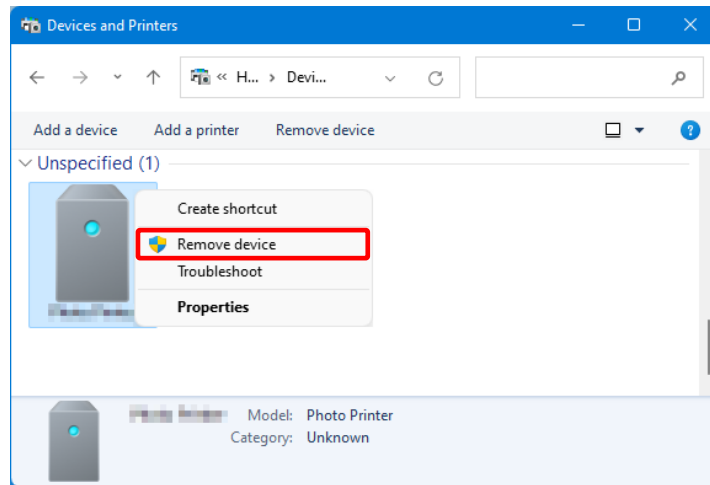 Devices and Printers
« H... › Devi...
Add a device Add a printer Remove device
Unspecified (1)
Create shortcut
Remove device
Troubleshoot
Properties
Model: Photo Printer
Category: Unknown